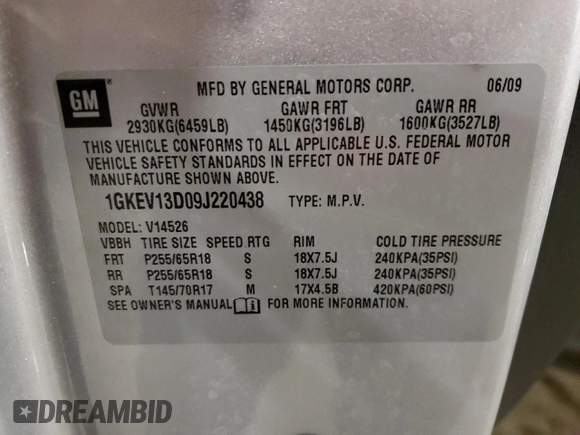 GM
MFD BY GENERAL MOTORS CORP. 06/09
GVWR GAWR FRT GAWR RR
2930KG(6459LB) 1450KG(3196LB) 1600KG(3527LB)
THIS VEHICLE CONFORMS TO ALL APPLICABLE U.S. FEDERAL MOTOR
VEHICLE SAFETY STANDARDS IN EFFECT ON THE DATE OF
MANUFACTURE SHOWN ABOVE.
1GKEV13D09J220438 TYPE: M.P.V.
MODEL: V14526
VBBH TIRE SIZE SPEED RTG RIM COLD TIRE PRESSURE
FRT P255/65R18 S 18X7.5J 240KPA(35PSI)
RR P255/65R18 S 18X7.5J 240KPA(35PSI)
SPA T145/70R17 M 17X4.5B 420KPA(60PSI)
SEE OWNER'S MANUAL FOR MORE INFORMATION.
DREAMBID